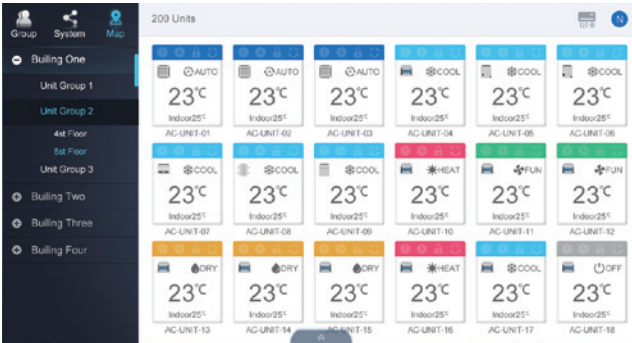 200 Units
N
Group System Map
Builing One
Unit Group 1
Unit Group 2
4st Floor
5st Floor
Unit Group 3
Builing Two
Builing Three
Builing Four
AUTO AUTO AUTO COOL COOL COOL
23°C 23°C 23°C 23°C 23°C 23°C
Indoor25°C Indoor25°C Indoor25°C Indoor25°C Indoor25°C Indoor25°C
AC-UNIT-01 AC-UNIT-02 AC-UNIT-03 AC-UNIT-04 AC-UNIT-05 AC-UNIT-06
COOL COOL COOL HEAT FUN FUN
23°C 23°C 23°C 23°C 23°C 23°C
Indoor25°C Indoor25°C Indoor25°C Indoor25°C Indoor25°C Indoor25°C
AC-UNIT-07 AC-UNIT-08 AC-UNIT-09 AC-UNIT-10 AC-UNIT-11 AC-UNIT-12
DRY DRY DRY HEAT COOL OFF
23°C 23°C 23°C 23°C 23°C 23°C
Indoor25°C Indoor25°C Indoor25°C Indoor25°C Indoor25°C Indoor25°C
AC-UNIT-13 AC-UNIT-14 AC-UNIT-15 AC-UNIT-16 AC-UNIT-17 AC-UNIT-18